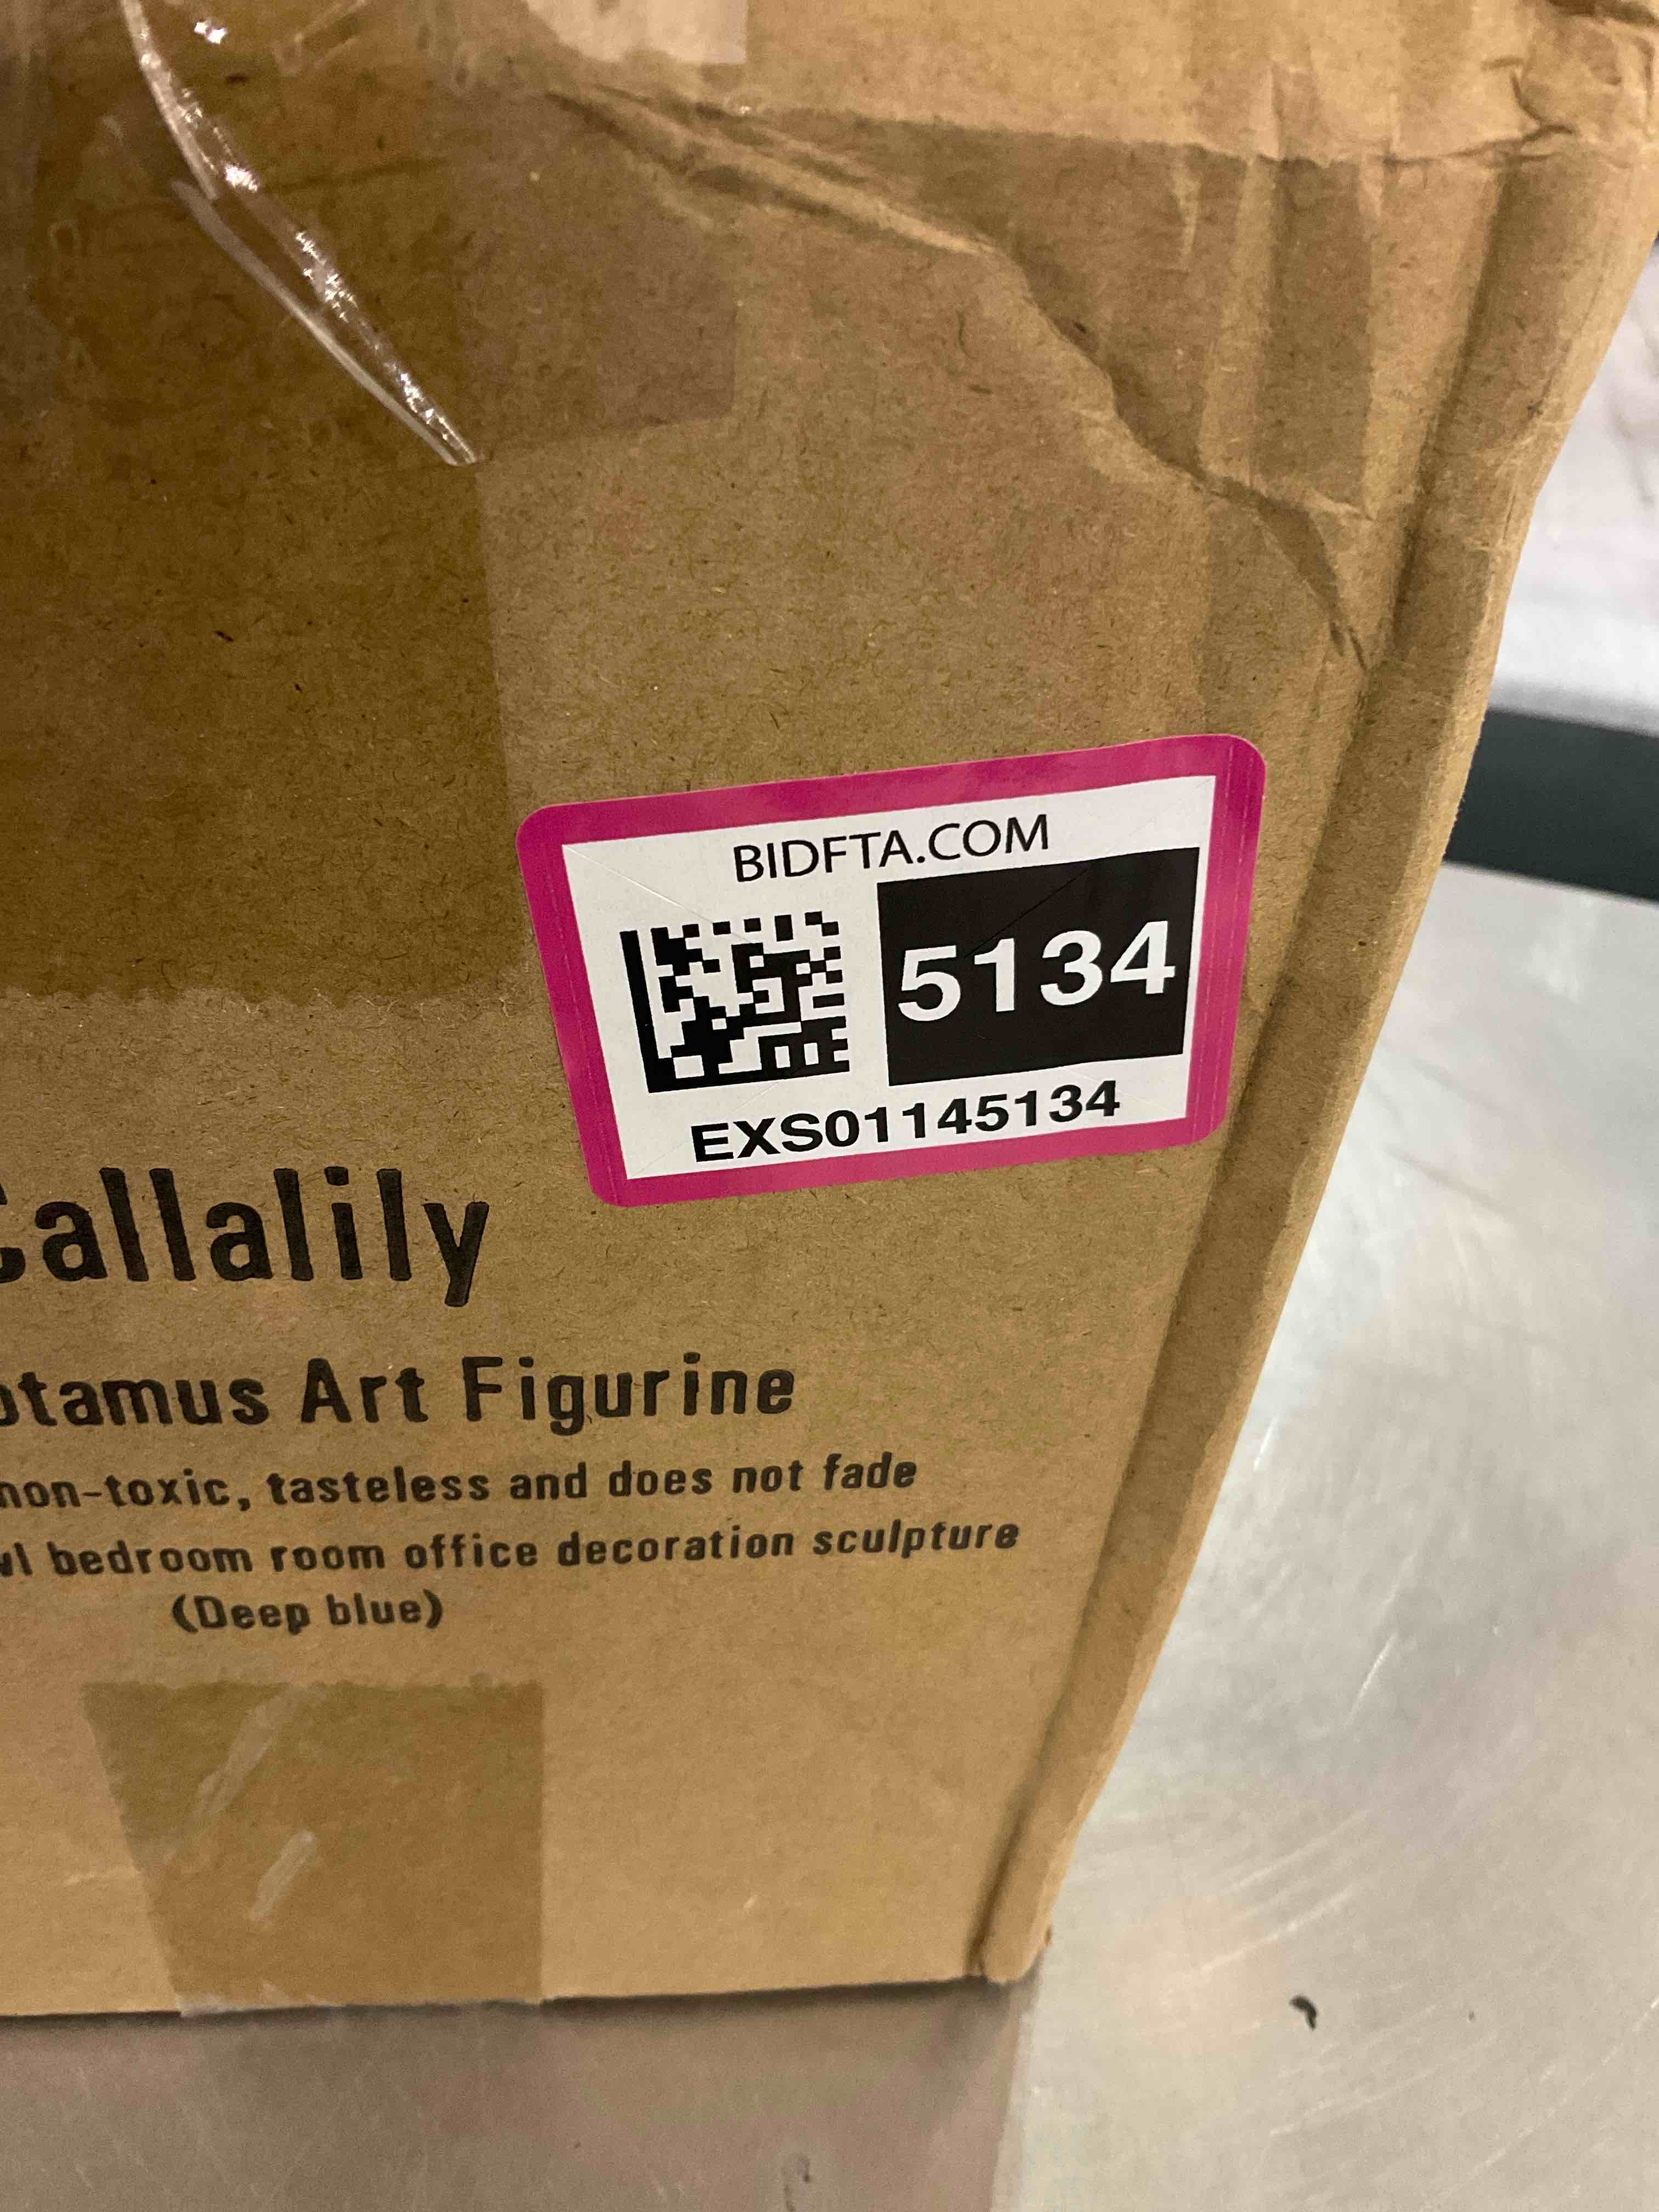 BIDFTA.COM
5134
EXS01145134
Callalily
otamus Art Figurine
non-toxic, tasteless and does not fade
wl bedroom room office decoration sculpture
(Deep blue)